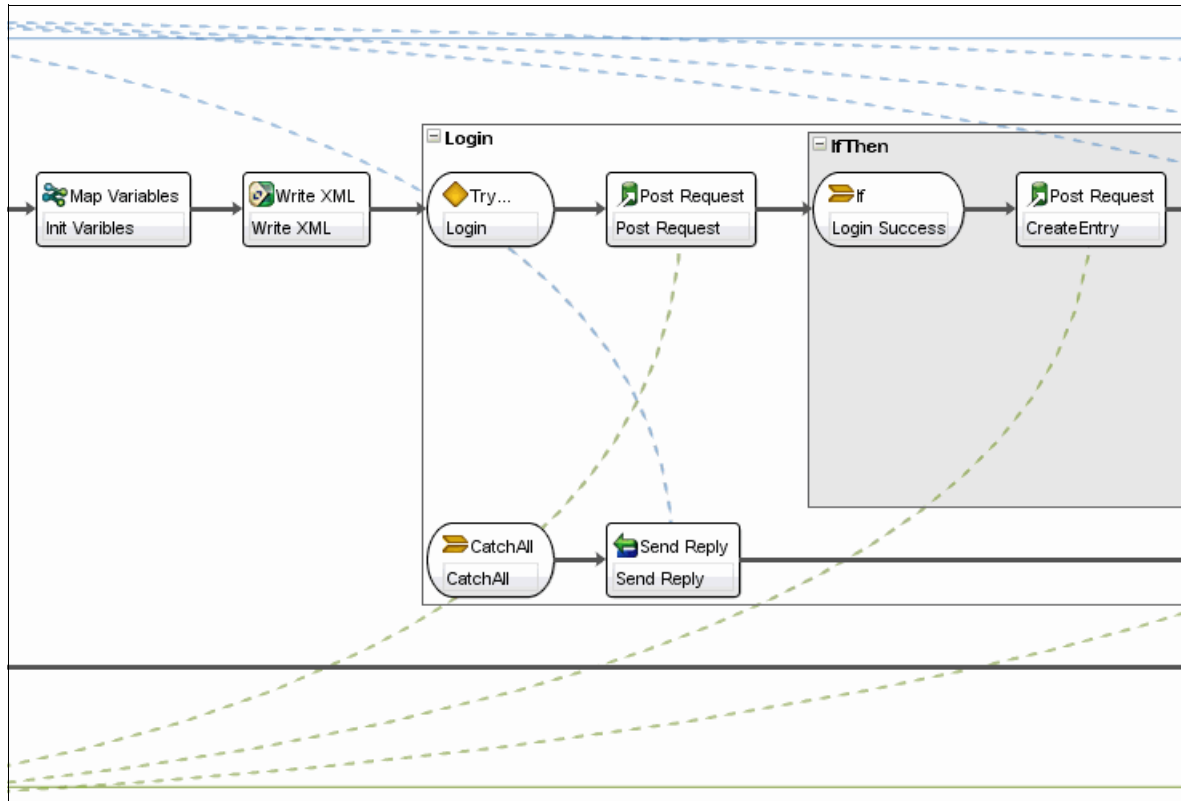 Login
IfThen
Map Variables
Init Varibles
Write XML
Write XML
Try...
Login
Post Request
Post Request
If
Login Success
Post Request
CreateEntry
CatchAll
CatchAll
Send Reply
Send Reply